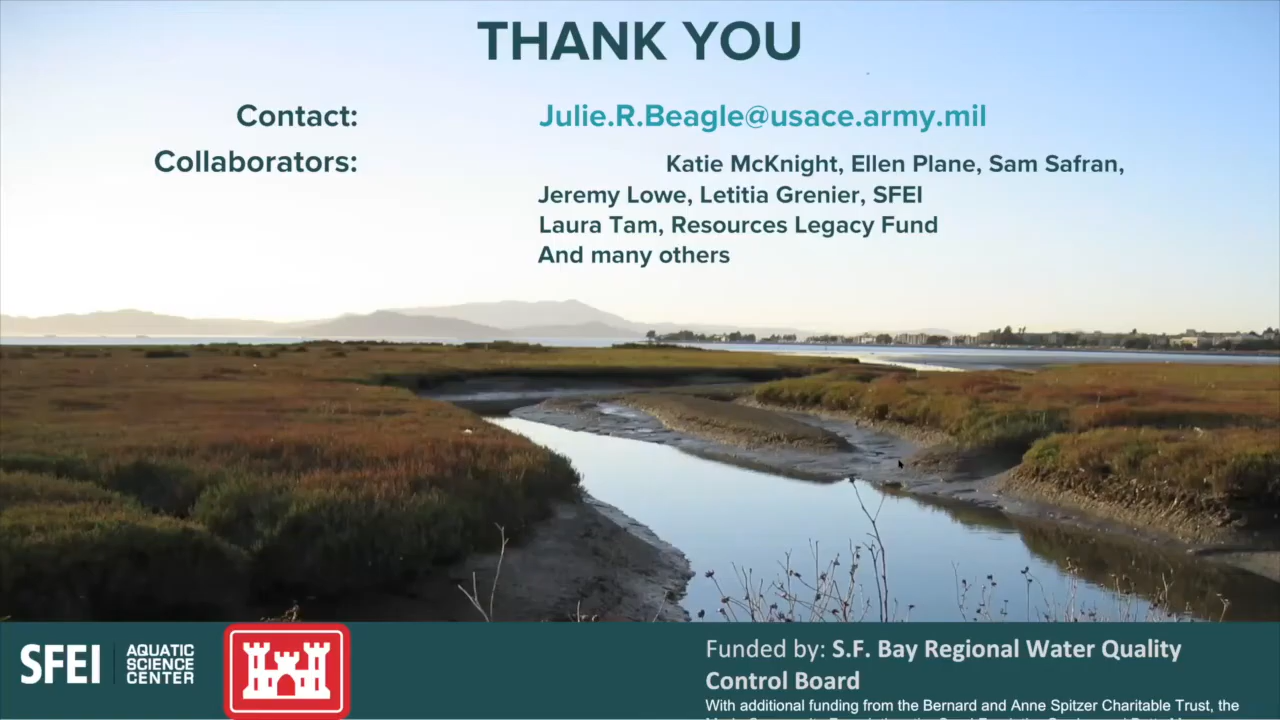 THANK YOU
Contact: Julie.R.Beagle@usace.army.mil
Collaborators: Katie McKnight, Ellen Plane, Sam Safran,
Jeremy Lowe, Letitia Grenier, SFEI
Laura Tam, Resources Legacy Fund
And many others
SFEI
AQUATIC
SCIENCE
CENTER
Funded by: S.F. Bay Regional Water Quality
Control Board
With additional funding from the Bernard and Anne Spitzer Charitable Trust, the